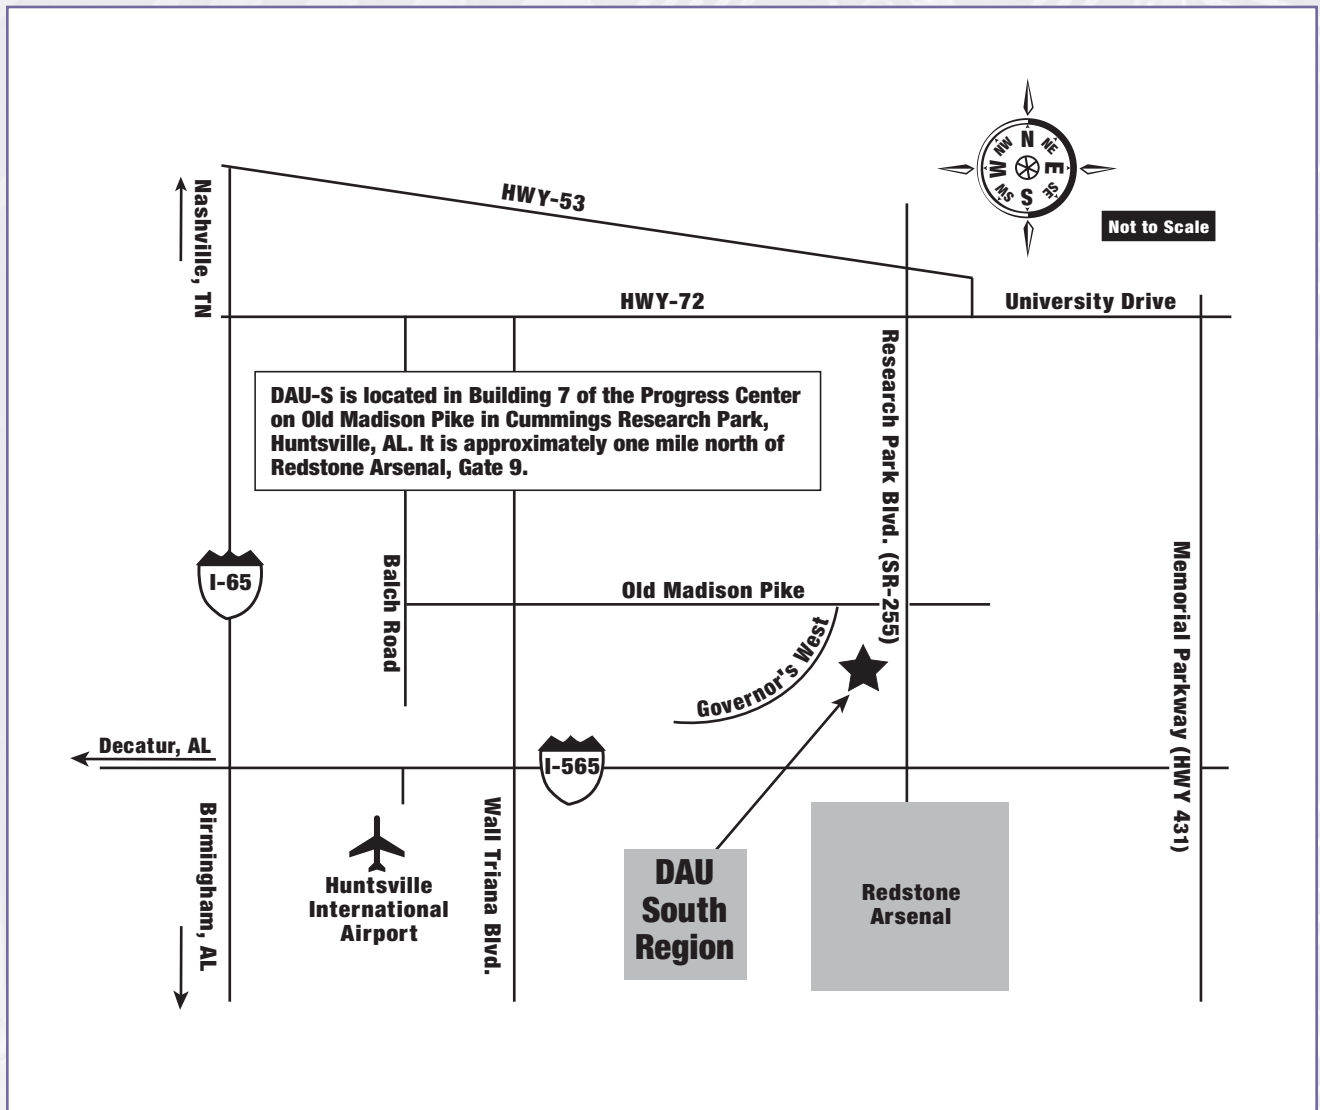 N
NE
E
SE
S
SW
W
NW
Not to Scale
HWY-53
Nashville, TN
HWY-72
University Drive
DAU-S is located in Building 7 of the Progress Center
on Old Madison Pike in Cummings Research Park,
Huntsville, AL. It is approximately one mile north of
Redstone Arsenal, Gate 9.
Research Park Blvd. (SR-255)
I-65
Balch Road
Old Madison Pike
Governor's West
Memorial Parkway (HWY 431)
Decatur, AL
I-565
Birmingham, AL
Huntsville
International
Airport
Wall Triana Blvd.
DAU
South
Region
Redstone
Arsenal